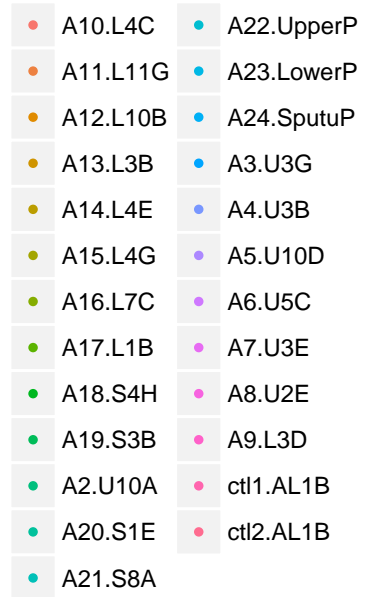 A10.L4C
A11.L11G
A12.L10B
A13.L3B
A14.L4E
A15.L4G
A16.L7C
A17.L1B
A18.S4H
A19.S3B
A2.U10A
A20.S1E
A21.S8A
A22.UpperP
A23.LowerP
A24.SputuP
A3.U3G
A4.U3B
A5.U10D
A6.U5C
A7.U3E
A8.U2E
A9.L3D
ctl1.AL1B
ctl2.AL1B